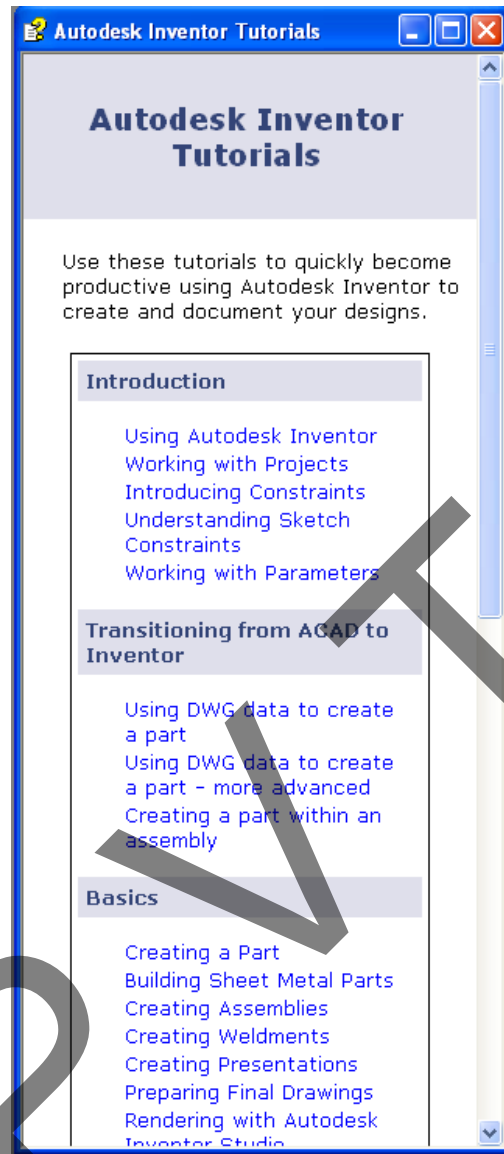 Autodesk Inventor Tutorials
Autodesk Inventor
Tutorials
Use these tutorials to quickly become
productive using Autodesk Inventor to
create and document your designs.
Introduction
Using Autodesk Inventor
Working with Projects
Introducing Constraints
Understanding Sketch
Constraints
Working with Parameters
Transitioning from ACAD to
Inventor
Using DWG data to create
a part
Using DWG data to create
a part - more advanced
Creating a part within an
assembly
Basics
Creating a Part
Building Sheet Metal Parts
Creating Assemblies
Creating Weldments
Creating Presentations
Preparing Final Drawings
Rendering with Autodesk
Inventor Studio